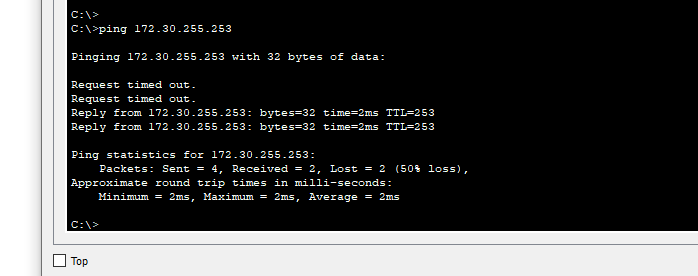 C:\>
C:\>ping 172.30.255.253
Pinging 172.30.255.253 with 32 bytes of data:
Request timed out.
Request timed out.
Reply from 172.30.255.253: bytes=32 time=2ms TTL=253
Reply from 172.30.255.253: bytes=32 time=2ms TTL=253
Ping statistics for 172.30.255.253:
    Packets: Sent = 4, Received = 2, Lost = 2 (50% loss),
Approximate round trip times in milli-seconds:
    Minimum = 2ms, Maximum = 2ms, Average = 2ms
C:\>
Top